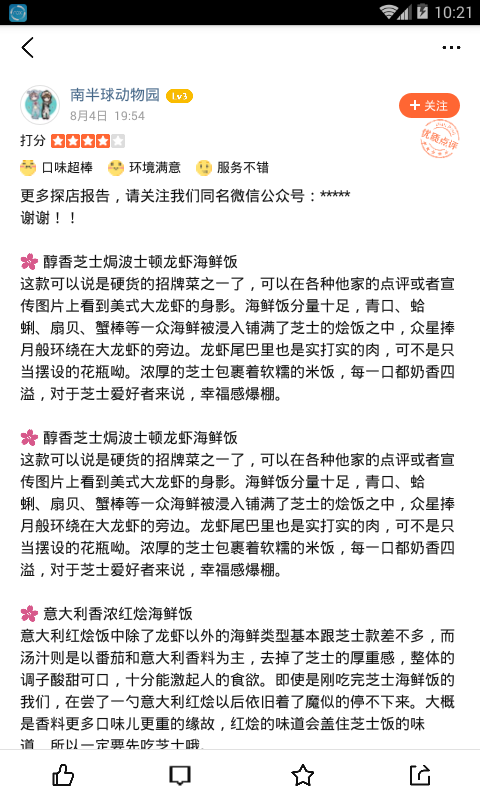 10:21
南半球动物园 Lv3
8月4日 19:54
+ 关注
优质点评
打分
口味超棒 环境满意 服务不错
更多探店报告，请关注我们同名微信公众号：*****
谢谢！！
醇香芝士焗波士顿龙虾海鲜饭
这款可以说是硬货的招牌菜之一了，可以在各种他家的点评或者宣
传图片上看到美式大龙虾的身影。海鲜饭分量十足，青口、蛤
蜊、扇贝、蟹棒等一众海鲜被浸入铺满了芝士的烩饭之中，众星捧
月般环绕在大龙虾的旁边。龙虾尾巴里也是实打实的肉，可不是只
当摆设的花瓶呦。浓厚的芝士包裹着软糯的米饭，每一口都奶香四
溢，对于芝士爱好者来说，幸福感爆棚。
醇香芝士焗波士顿龙虾海鲜饭
这款可以说是硬货的招牌菜之一了，可以在各种他家的点评或者宣
传图片上看到美式大龙虾的身影。海鲜饭分量十足，青口、蛤
蜊、扇贝、蟹棒等一众海鲜被浸入铺满了芝士的烩饭之中，众星捧
月般环绕在大龙虾的旁边。龙虾尾巴里也是实打实的肉，可不是只
当摆设的花瓶呦。浓厚的芝士包裹着软糯的米饭，每一口都奶香四
溢，对于芝士爱好者来说，幸福感爆棚。
意大利香浓红烩海鲜饭
意大利红烩饭中除了龙虾以外的海鲜类型基本跟芝士款差不多，而
汤汁则是以番茄和意大利香料为主，去掉了芝士的厚重感，整体的
调子酸甜可口，十分能激起人的食欲。即使是刚吃完芝士海鲜饭的
我们，在尝了一勺意大利红烩以后依旧着了魔似的停不下来。大概
是香料更多口味儿更重的缘故，红烩的味道会盖住芝士饭的味
道，所以一定要先吃芝士哦。